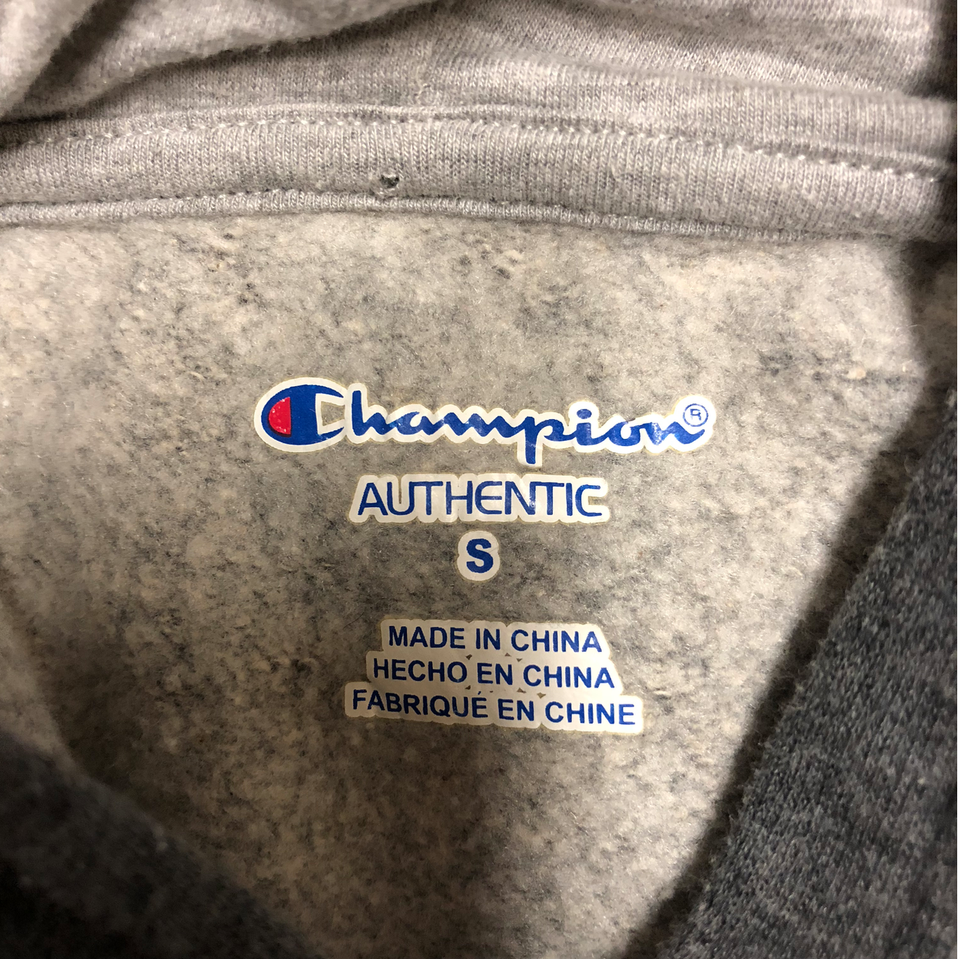 Champion®
AUTHENTIC
S
MADE IN CHINA
HECHO EN CHINA
FABRIQUÉ EN CHINE